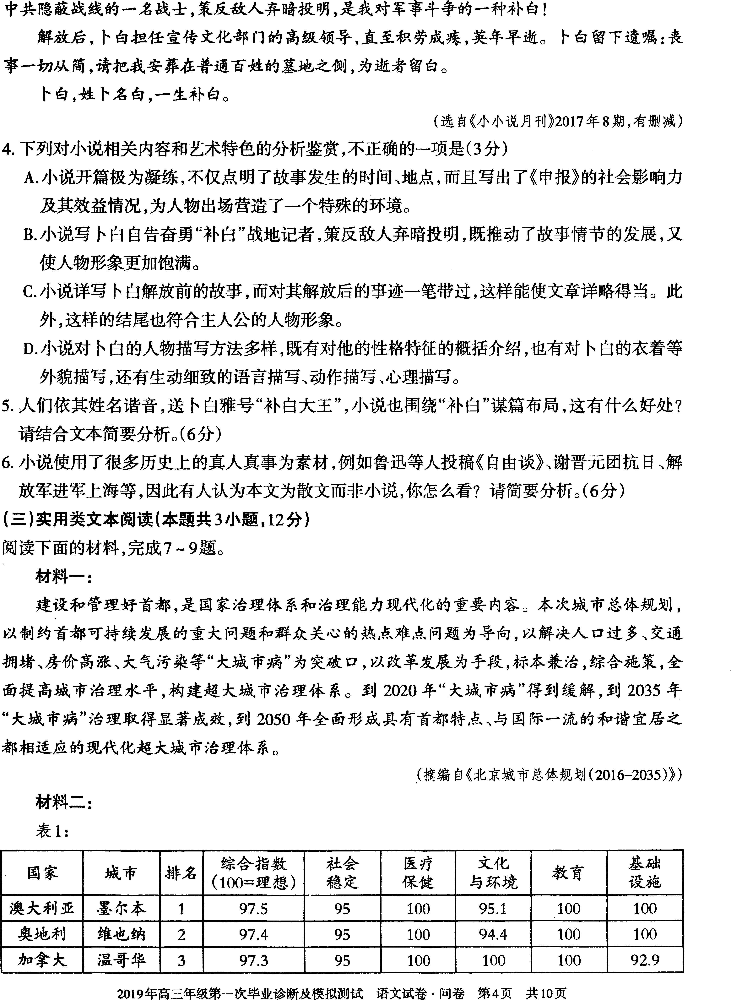 中共隐蔽战线的一名战士,策反敌人弃暗投明,是我对军事斗争的一种补白!
解放后,卜白担任宣传文化部门的高级领导,直至积劳成疾,英年早逝。卜白留下遗嘱:丧
事一切从简,请把我安葬在普通百姓的墓地之侧,为逝者留白。
卜白,姓卜名白,一生补白。
(选自《小小说月刊》2017年8期,有删减)
4. 下列对小说相关内容和艺术特色的分析鉴赏,不正确的一项是(3分)
A. 小说开篇极为凝练,不仅点明了故事发生的时间、地点,而且写出了《申报》的社会影响力
及其效益情况,为人物出场营造了一个特殊的环境。
B. 小说写卜白自告奋勇“补白”战地记者,策反敌人弃暗投明,既推动了故事情节的发展,又
使人物形象更加饱满。
C. 小说详写卜白解放前的故事,而对其解放后的事迹一笔带过,这样能使文章详略得当。此
外,这样的结尾也符合主人公的人物形象。
D. 小说对卜白的人物描写方法多样,既有对他的性格特征的概括介绍,也有对卜白的衣着等
外貌描写,还有生动细致的语言描写、动作描写、心理描写。
5. 人们依其姓名谐音,送卜白雅号“补白大王”,小说也围绕“补白”谋篇布局,这有什么好处?
请结合文本简要分析。(6分)
6. 小说使用了很多历史上的真人真事为素材,例如鲁迅等人投稿《自由谈》、谢晋元团抗日、解
放军进军上海等,因此有人认为本文为散文而非小说,你怎么看? 请简要分析。(6分)
(三)实用类文本阅读(本题共3小题,12分)
阅读下面的材料,完成7~9题。
材料一:
建设和管理好首都,是国家治理体系和治理能力现代化的重要内容。本次城市总体规划,
以制约首都可持续发展的重大问题和群众关心的热点难点问题为导向,以解决人口过多、交通
拥堵、房价高涨、大气污染等“大城市病”为突破口,以改革发展为手段,标本兼治,综合施策,全
面提高城市治理水平,构建超大城市治理体系。到 2020 年“大城市病”得到缓解,到 2035 年
“大城市病”治理取得显著成效,到 2050 年全面形成具有首都特点、与国际一流的和谐宜居之
都相适应的现代化超大城市治理体系。
(摘编自《北京城市总体规划(2016-2035)》)
材料二:
表1:
国家 城市 排名 综合指数(100=理想) 社会稳定 医疗保健 文化与环境 教育 基础设施
澳大利亚 墨尔本 1 97.5 95 100 95.1 100 100
奥地利 维也纳 2 97.4 95 100 94.4 100 100
加拿大 温哥华 3 97.3 95 100 100 100 92.9
2019年高三年级第一次毕业诊断及模拟测试 语文试卷·问卷 第4页 共10页